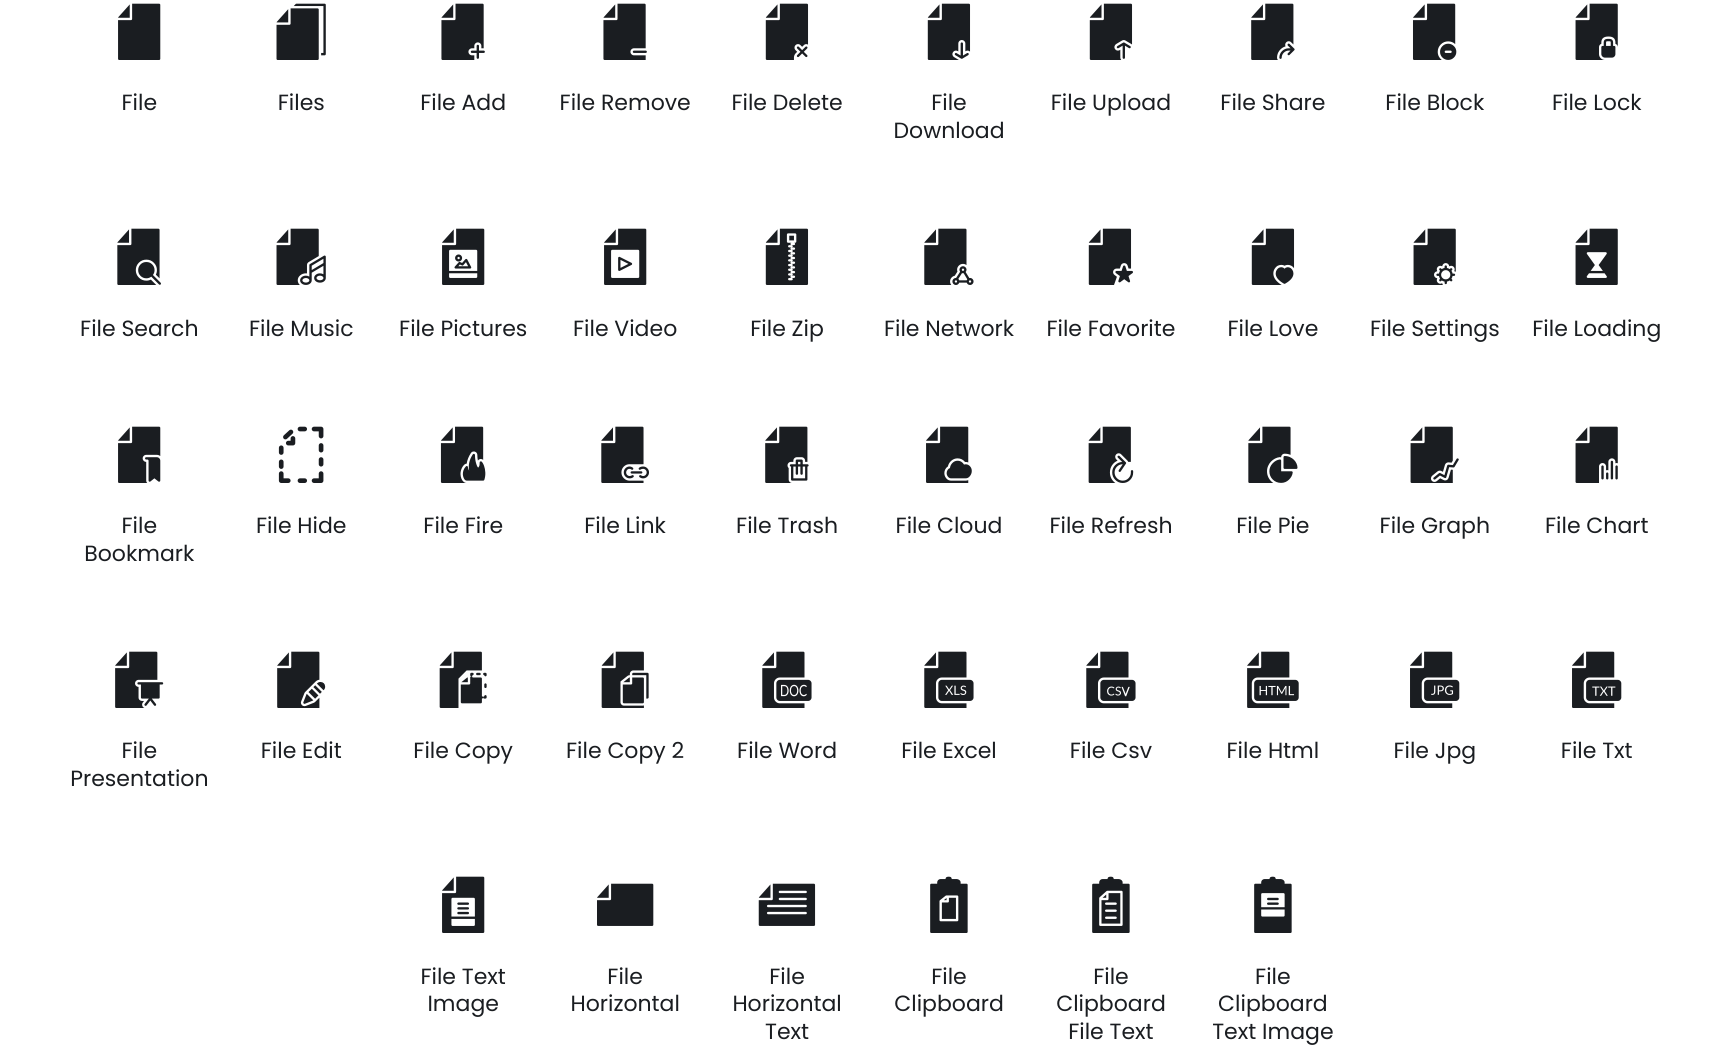 File Files File Add File Remove File Delete File File Upload File Share File Block File Lock
Download
File Search File Music File Pictures File Video File Zip File Network File Favorite File Love File Settings File Loading
File File Hide File Fire File Link File Trash File Cloud File Refresh File Pie File Graph File Chart
Bookmark
DOC XLS CSV HTML JPG TXT
File File Edit File Copy File Copy 2 File Word File Excel File Csv File Html File Jpg File Txt
Presentation
File Text File File File File File
Image Horizontal Horizontal Clipboard Clipboard Clipboard
Text File Text Text Image